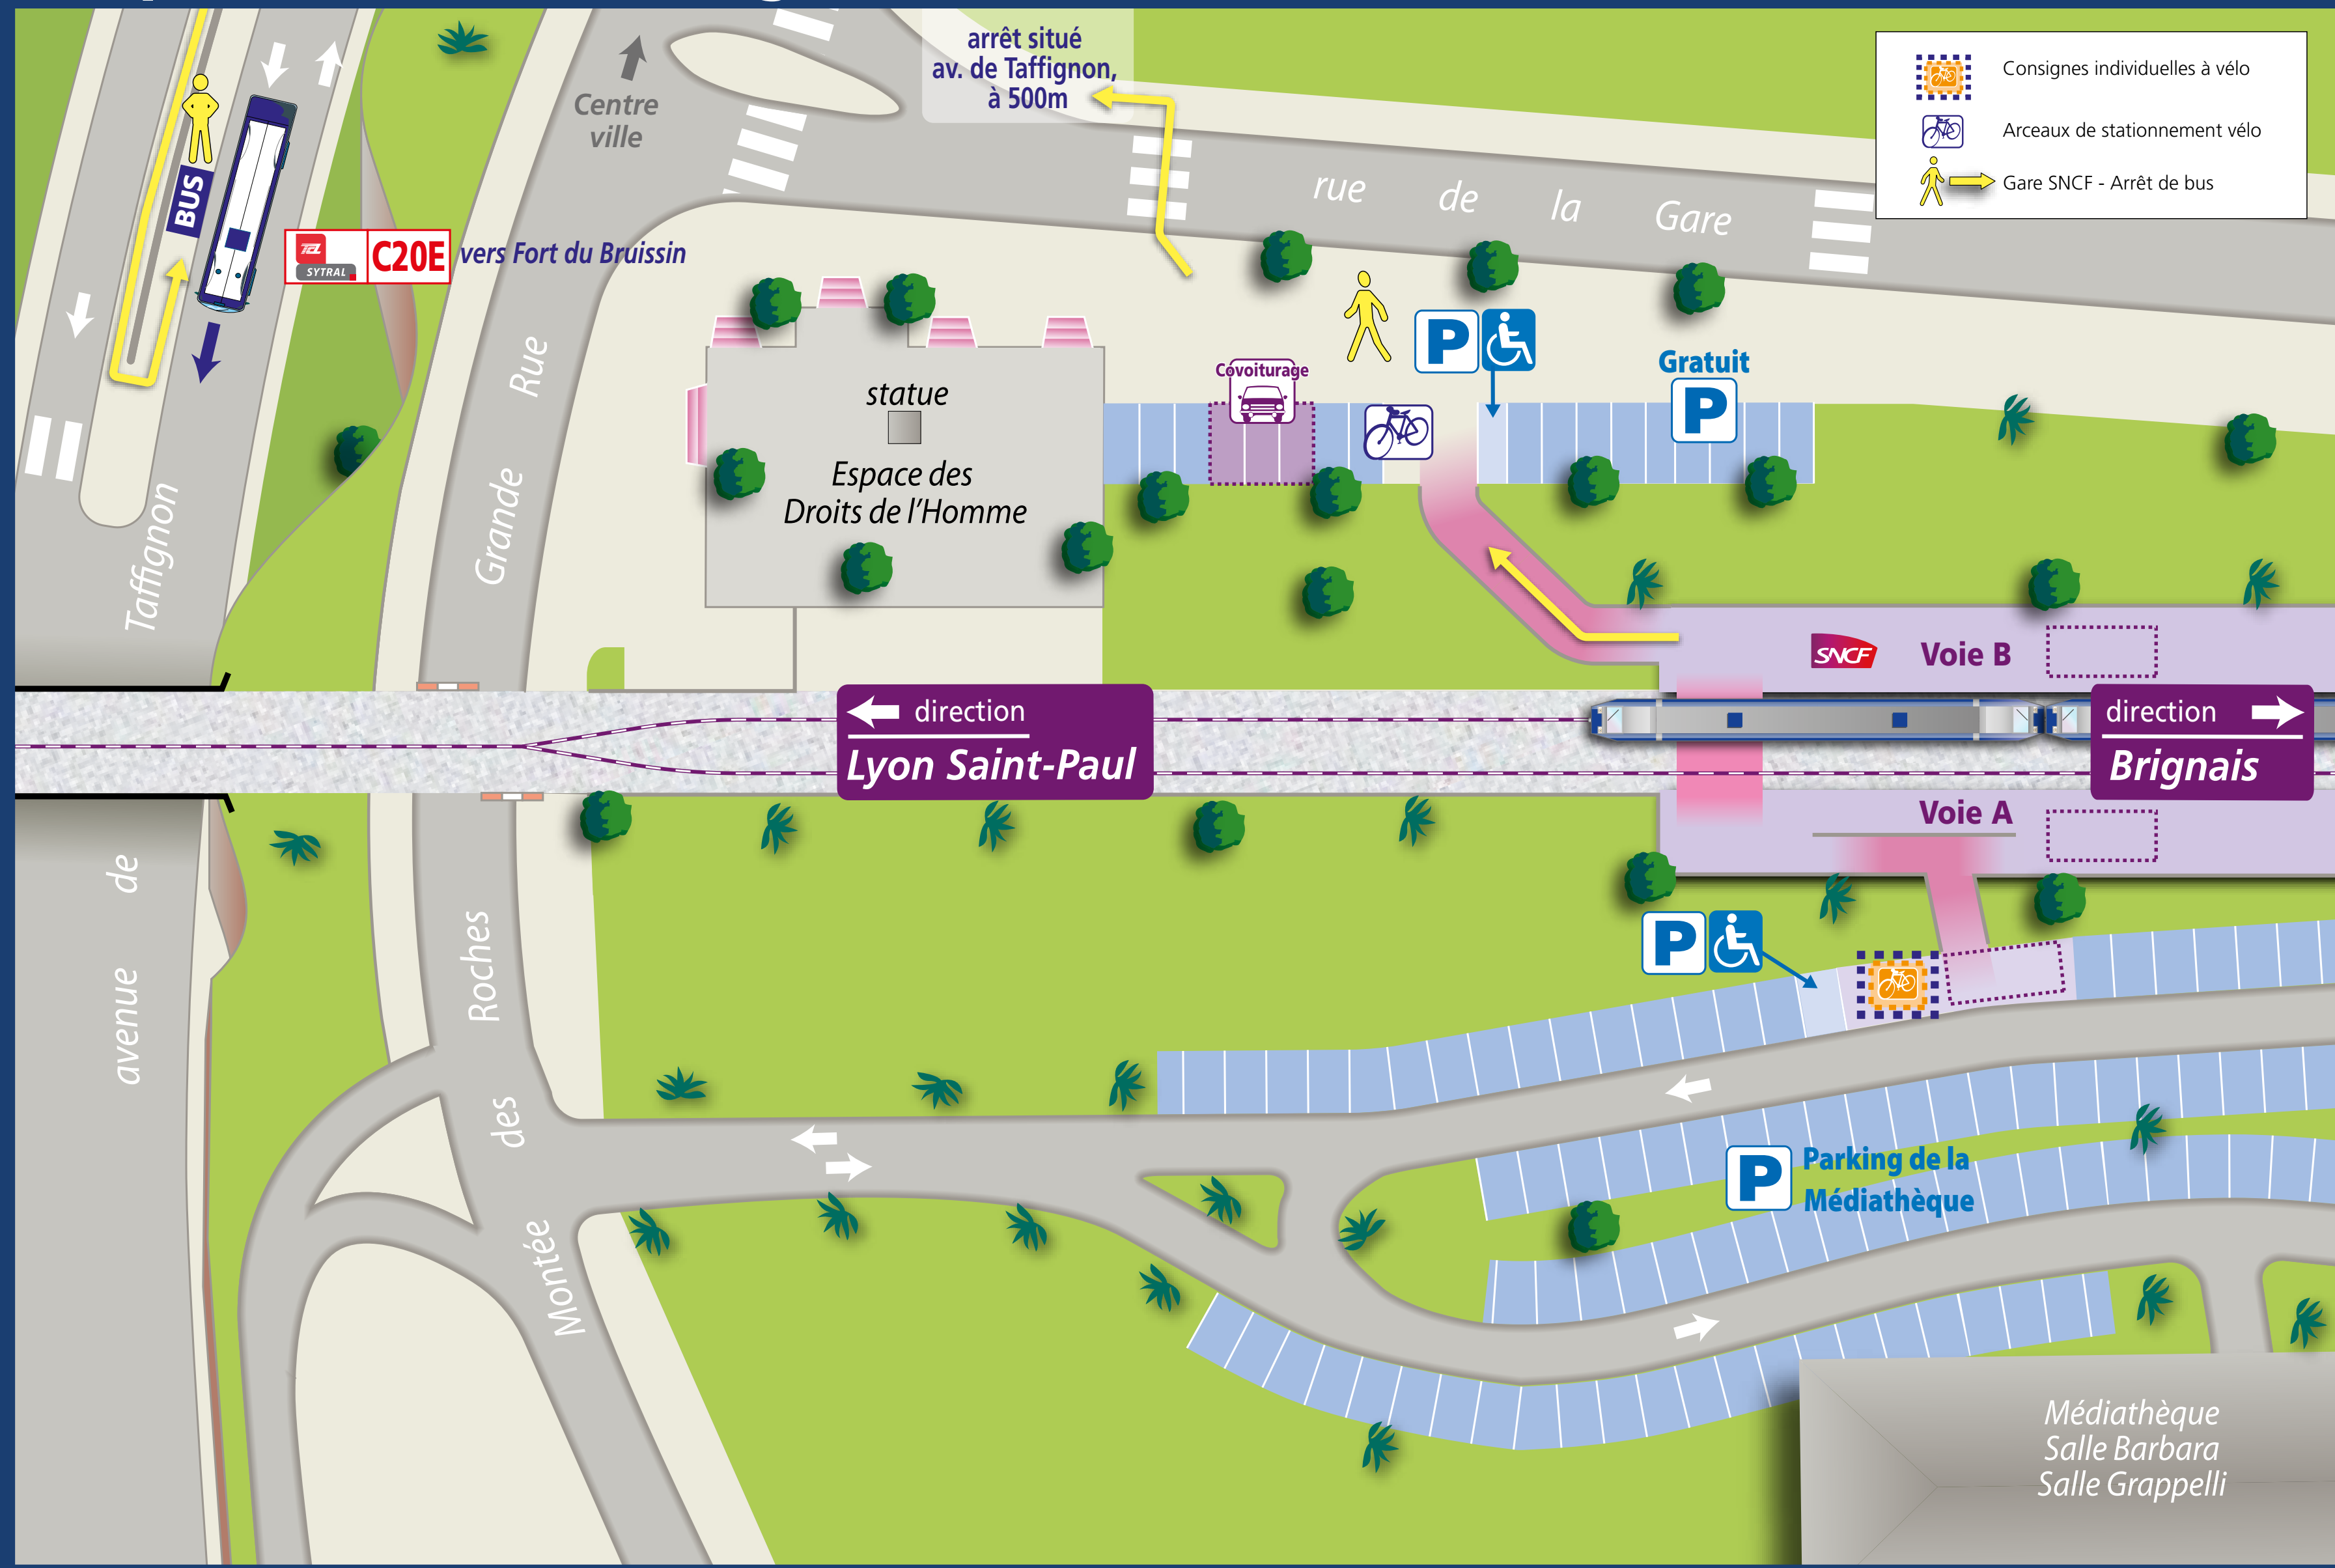 arrêt situé
av. de Taffignon,
à 500m
Consignes individuelles à vélo
Arceaux de stationnement vélo
Gare SNCF - Arrêt de bus
Centre
ville
BUS
TCL
SYTRAL
C20E
vers Fort du Bruissin
rue de la Gare
Grande Rue
statue
Espace des
Droits de l'Homme
Covoiturage
P
Gratuit
P
avenue de Taffignon
SNCF
Voie B
direction
Lyon Saint-Paul
direction
Brignais
Voie A
P
Montée des Roches
P
Parking de la
Médiathèque
Médiathèque
Salle Barbara
Salle Grappelli